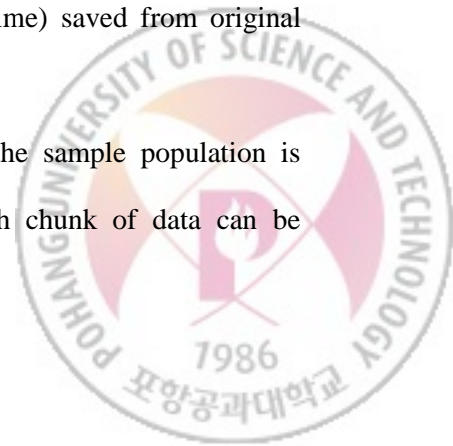 ime) saved from original
he sample population is
h chunk of data can be
POHANG UNIVERSITY OF SCIENCE AND TECHNOLOGY
1986
포항공과대학교